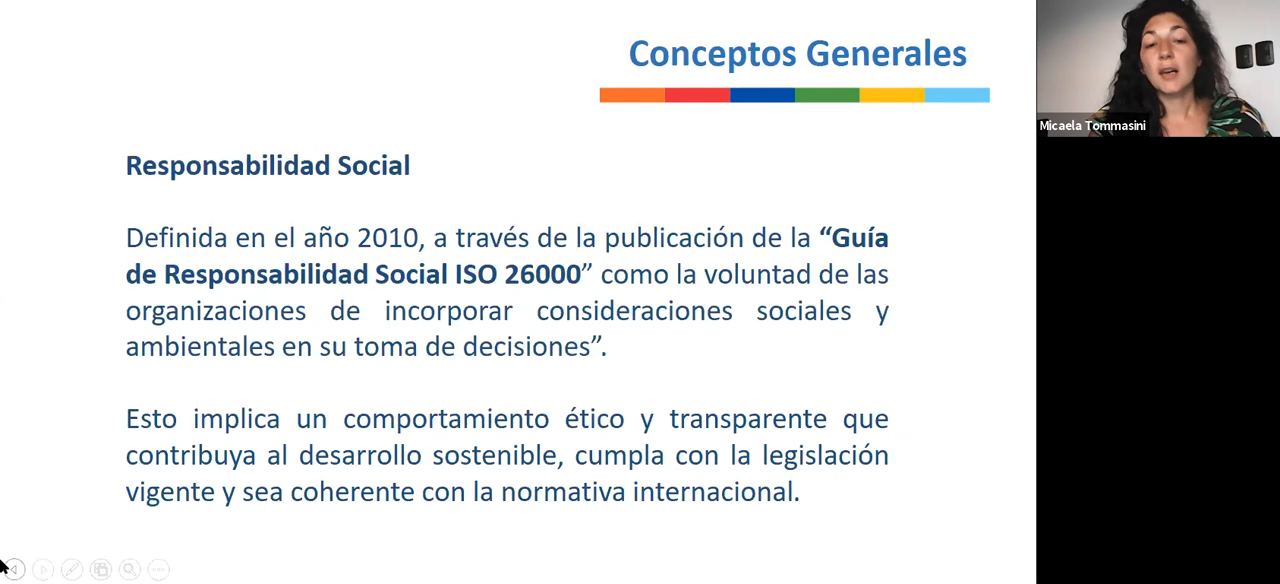 Conceptos Generales
Micaela Tommasini
Responsabilidad Social
Definida en el año 2010, a través de la publicación de la “Guía
de Responsabilidad Social ISO 26000” como la voluntad de las
organizaciones de incorporar consideraciones sociales y
ambientales en su toma de decisiones”.
Esto implica un comportamiento ético y transparente que
contribuya al desarrollo sostenible, cumpla con la legislación
vigente y sea coherente con la normativa internacional.